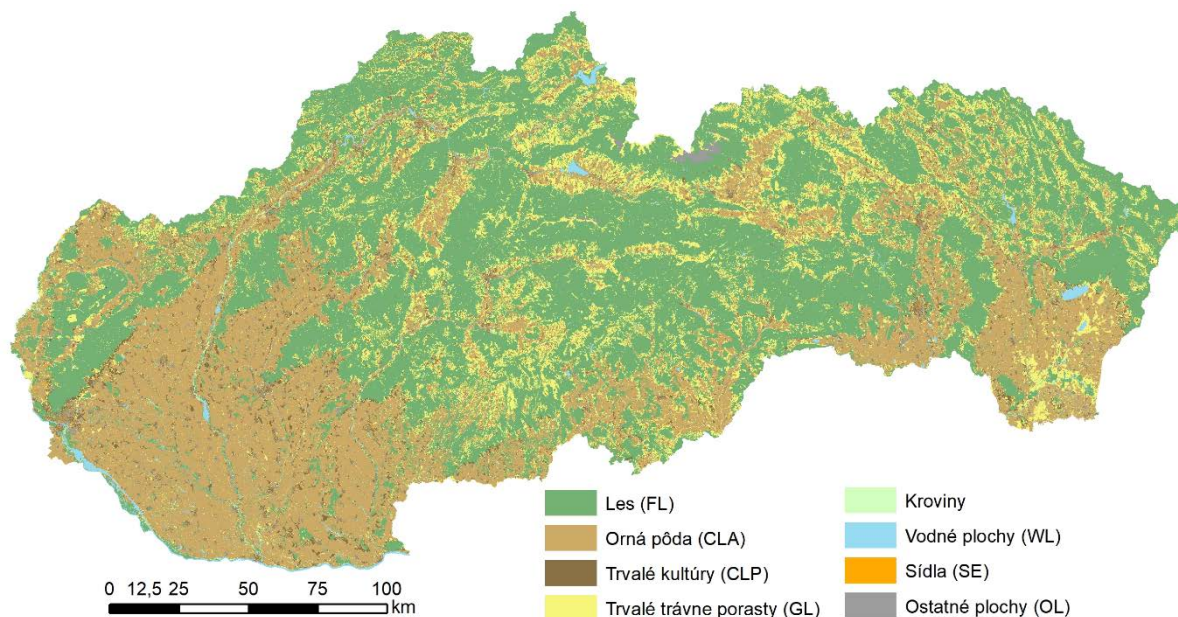 Les (FL)
Orná pôda (CLA)
Trvalé kultúry (CLP)
Trvalé trávne porasty (GL)
Kroviny
Vodné plochy (WL)
Sídla (SE)
Ostatné plochy (OL)
0 12,5 25 50 75 100
km